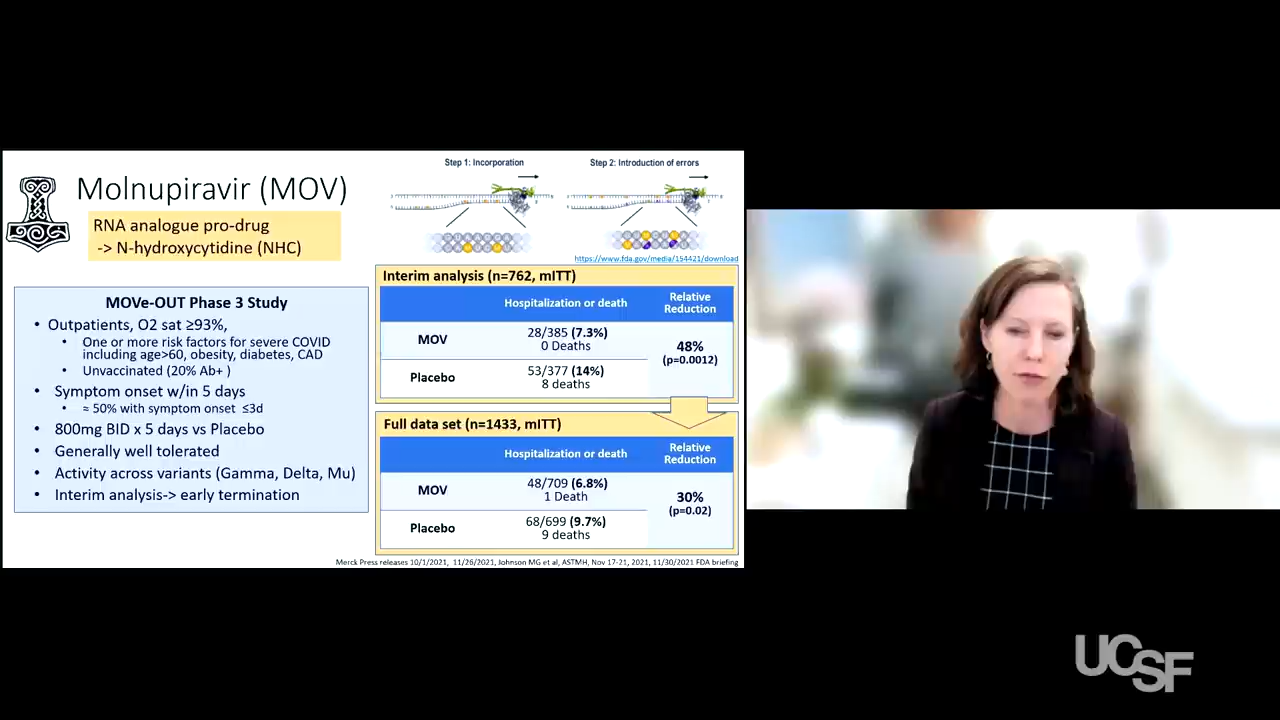 Molnupiravir (MOV)
RNA analogue pro-drug
-> N-hydroxycytidine (NHC)
MOVe-OUT Phase 3 Study
• Outpatients, O2 sat ≥93%,
• One or more risk factors for severe COVID
including age>60, obesity, diabetes, CAD
• Unvaccinated (20% Ab+ )
• Symptom onset w/in 5 days
• ≈ 50% with symptom onset ≤3d
• 800mg BID x 5 days vs Placebo
• Generally well tolerated
• Activity across variants (Gamma, Delta, Mu)
• Interim analysis-> early termination
Step 1: Incorporation
Step 2: Introduction of errors
https://www.fda.gov/media/154421/download
Interim analysis (n=762, mITT)
Hospitalization or death
Relative
Reduction
MOV
28/385 (7.3%)
0 Deaths
48%
(p=0.0012)
Placebo
53/377 (14%)
8 deaths
Full data set (n=1433, mITT)
Hospitalization or death
Relative
Reduction
MOV
48/709 (6.8%)
1 Death
30%
(p=0.02)
Placebo
68/699 (9.7%)
9 deaths
Merck Press releases 10/1/2021, 11/26/2021, Johnson MG et al, ASTMH, Nov 17-21, 2021, 11/30/2021 FDA briefing
UCSF